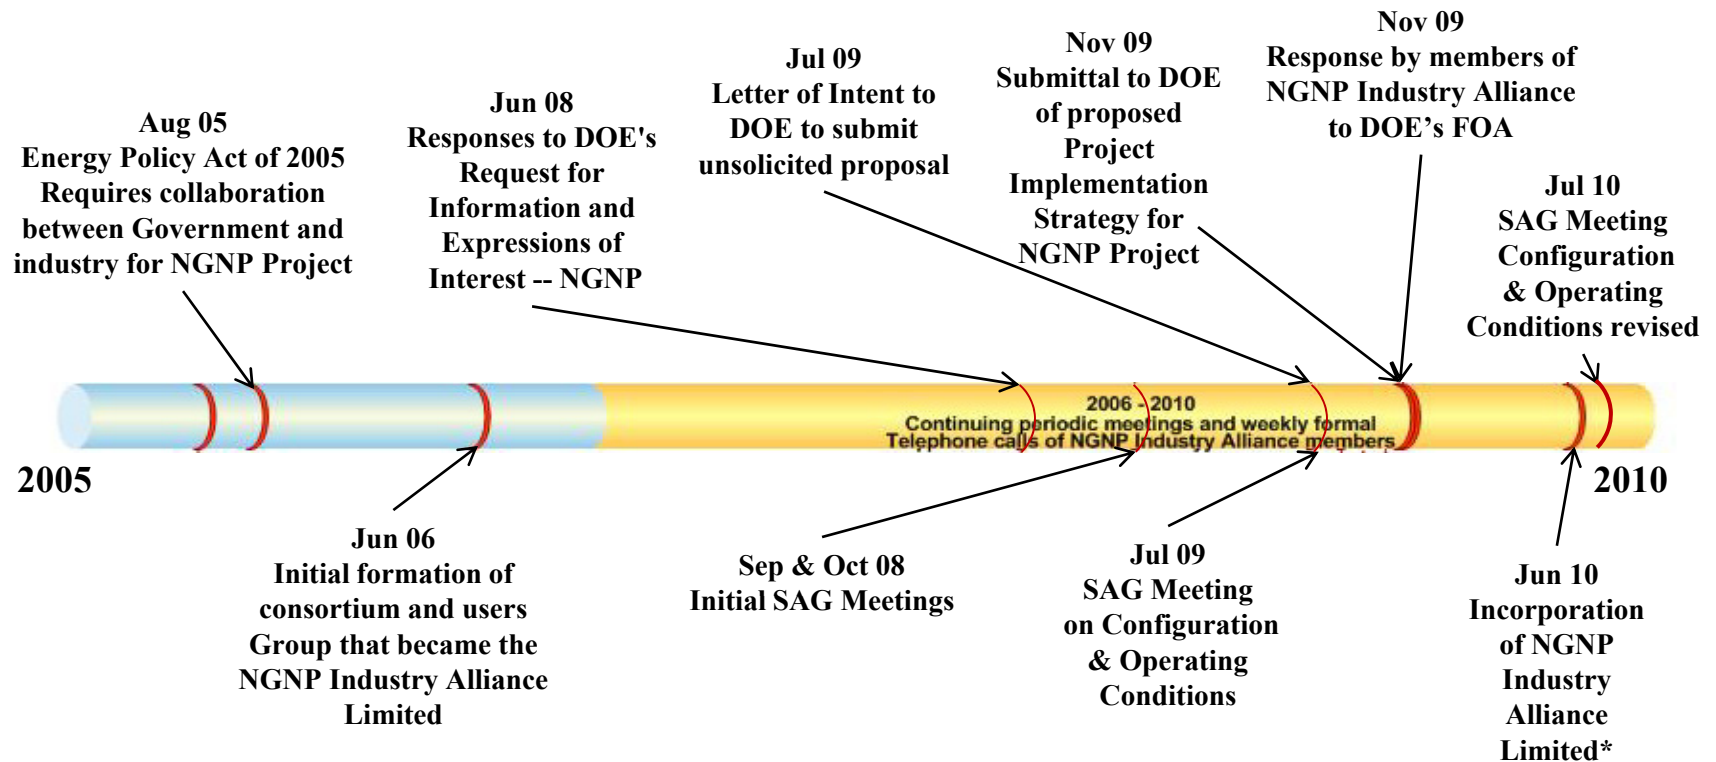 Aug 05
Energy Policy Act of 2005
Requires collaboration
between Government and
industry for NGNP Project
Jun 08
Responses to DOE's
Request for
Information and
Expressions of
Interest -- NGNP
Jul 09
Letter of Intent to
DOE to submit
unsolicited proposal
Nov 09
Submittal to DOE
of proposed
Project
Implementation
Strategy for
NGNP Project
Nov 09
Response by members of
NGNP Industry Alliance
to DOE’s FOA
Jul 10
SAG Meeting
Configuration
& Operating
Conditions revised
2006 - 2010
Continuing periodic meetings and weekly formal
Telephone calls of NGNP Industry Alliance members
2005
2010
Jun 06
Initial formation of
consortium and users
Group that became the
NGNP Industry Alliance
Limited
Sep & Oct 08
Initial SAG Meetings
Jul 09
SAG Meeting
on Configuration
& Operating
Conditions
Jun 10
Incorporation
of NGNP
Industry
Alliance
Limited*